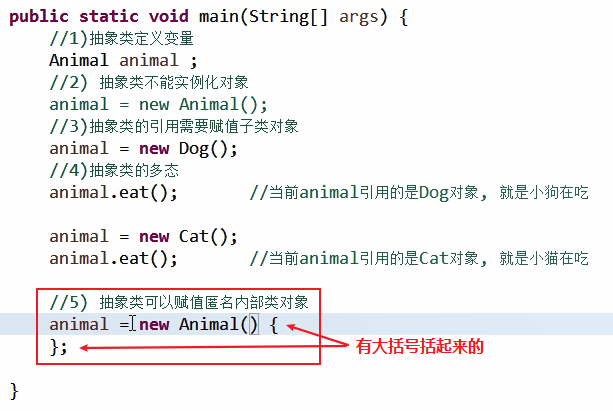 public static void main(String[] args) {
//1)抽象类定义变量
Animal animal ;
//2) 抽象类不能实例化对象
animal = new Animal();
//3)抽象类的引用需要赋值子类对象
animal = new Dog();
//4)抽象类的多态
animal.eat(); //当前animal引用的是Dog对象, 就是小狗在吃
animal = new Cat();
animal.eat(); //当前animal引用的是Cat对象, 就是小猫在吃
//5) 抽象类可以赋值匿名内部类对象
animal = new Animal() {
}; 有大括号括起来的
}